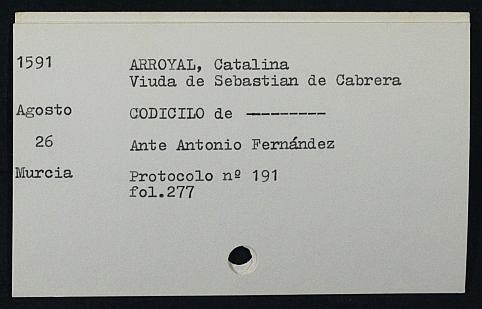 1591 ARROYAL, Catalina
Viuda de Sebastian de Cabrera
Agosto CODICILO de ---------
26 Ante Antonio Fernández
Murcia Protocolo nº 191
fol.277